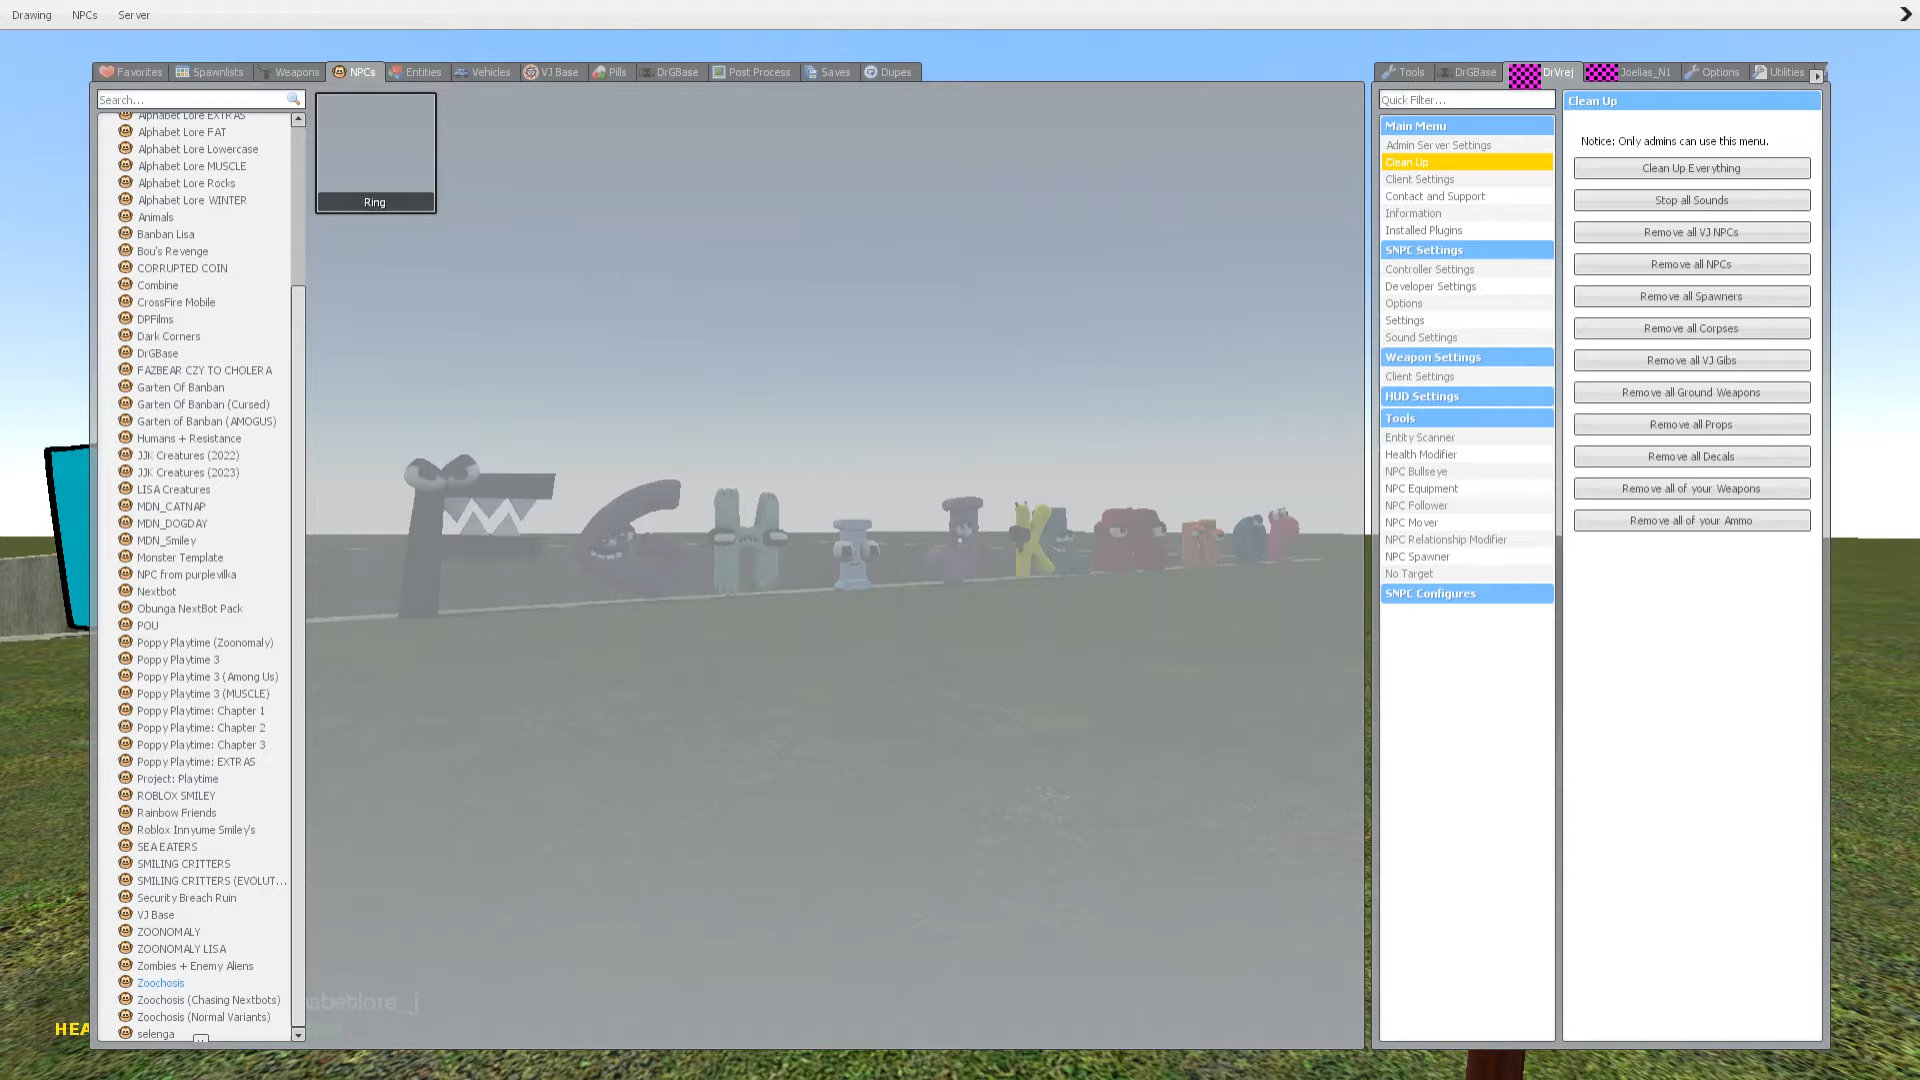 Drawing NPCs Server
Favorites Spawnlists Weapons NPCs Entities Vehicles VJ Base Pills DrGBase Post Process Saves Dupes
Search...
Alphabet Lore EXTRAS
Alphabet Lore FAT
Alphabet Lore Lowercase
Alphabet Lore MUSCLE
Alphabet Lore Rocks
Alphabet Lore WINTER
Animals
Banban Lisa
Bou's Revenge
CORRUPTED COIN
Combine
CrossFire Mobile
DPFilms
Dark Corners
DrGBase
FAZBEAR CZY TO CHOLERA
Garten Of Banban
Garten Of Banban (Cursed)
Garten of Banban (AMOGUS)
Humans + Resistance
JJK Creatures (2022)
JJK Creatures (2023)
LISA Creatures
MDN_CATNAP
MDN_DOGDAY
MDN_Smiley
Monster Template
NPC from purplevilka
Nextbot
Obunga NextBot Pack
POU
Poppy Playtime (Zoonomaly)
Poppy Playtime 3
Poppy Playtime 3 (Among Us)
Poppy Playtime 3 (MUSCLE)
Poppy Playtime: Chapter 1
Poppy Playtime: Chapter 2
Poppy Playtime: Chapter 3
Poppy Playtime: EXTRAS
Project: Playtime
ROBLOX SMILEY
Rainbow Friends
Roblox Innyume Smiley's
SEA EATERS
SMILING CRITTERS
SMILING CRITTERS (EVOLUT...
Security Breach Ruin
VJ Base
ZOONOMALY
ZOONOMALY LISA
Zombies + Enemy Aliens
Zoochosis
Zoochosis (Chasing Nextbots)
Zoochosis (Normal Variants)
selenga
HEA
Ring
Tools DrGBase DrVrej Joelias_N1 Options Utilities
Quick Filter...
Main Menu
Admin Server Settings
Clean Up
Client Settings
Contact and Support
Information
Installed Plugins
SNPC Settings
Controller Settings
Developer Settings
Options
Settings
Sound Settings
Weapon Settings
Client Settings
HUD Settings
Tools
Entity Scanner
Health Modifier
NPC Bullseye
NPC Equipment
NPC Follower
NPC Mover
NPC Relationship Modifier
NPC Spawner
No Target
SNPC Configures
Clean Up
Notice: Only admins can use this menu.
Clean Up Everything
Stop all Sounds
Remove all VJ NPCs
Remove all NPCs
Remove all Spawners
Remove all Corpses
Remove all VJ Gibs
Remove all Ground Weapons
Remove all Props
Remove all Decals
Remove all of your Weapons
Remove all of your Ammo